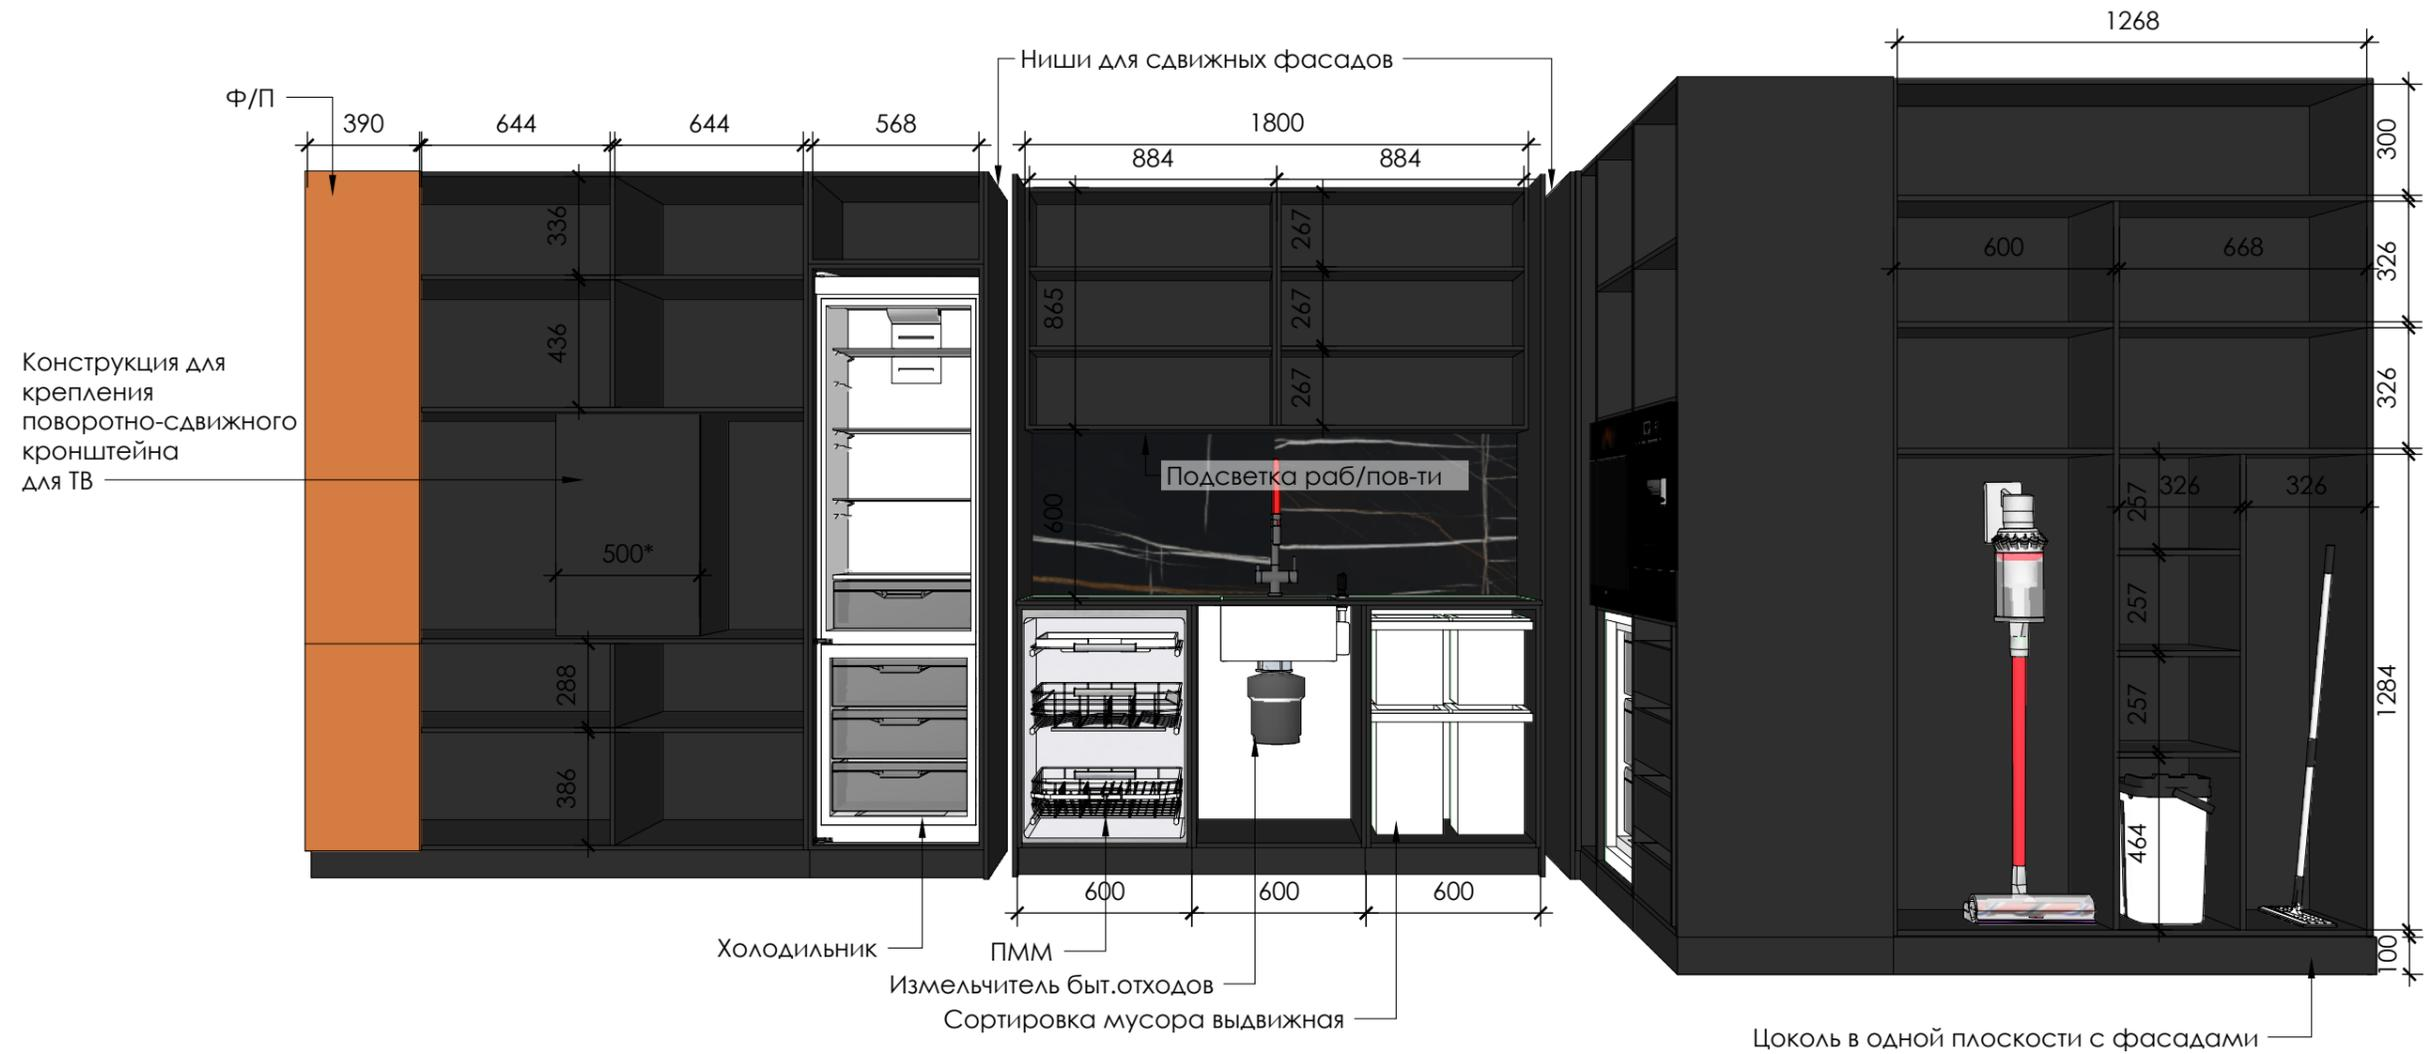 1268
Ниши для сдвижных фасадов
Ф/П
390
644
644
568
1800
884
884
300
336
267
600
668
326
436
865
267
Конструкция для
крепления
поворотно-сдвижного
кронштейна
для ТВ
267
326
Подсветка раб/пов-ти
600
257
326
326
500*
257
288
257
1284
386
464
600
600
600
100
Холодильник
ПММ
Измельчитель быт.отходов
Сортировка мусора выдвижная
Цоколь в одной плоскости с фасадами